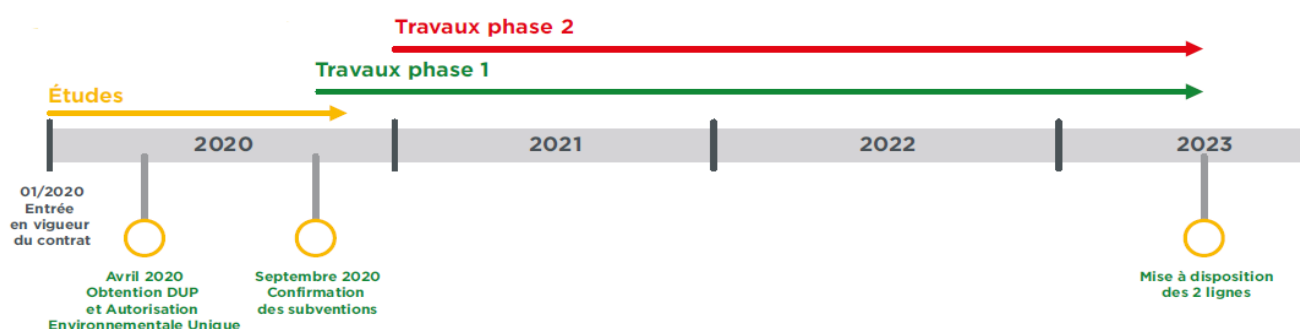 Travaux phase 2
Travaux phase 1
Études
2020
2021
2022
2023
01/2020
Entrée
en vigueur
du contrat
Avril 2020
Obtention DUP
et Autorisation
Environnementale Unique
Septembre 2020
Confirmation
des subventions
Mise à disposition
des 2 lignes